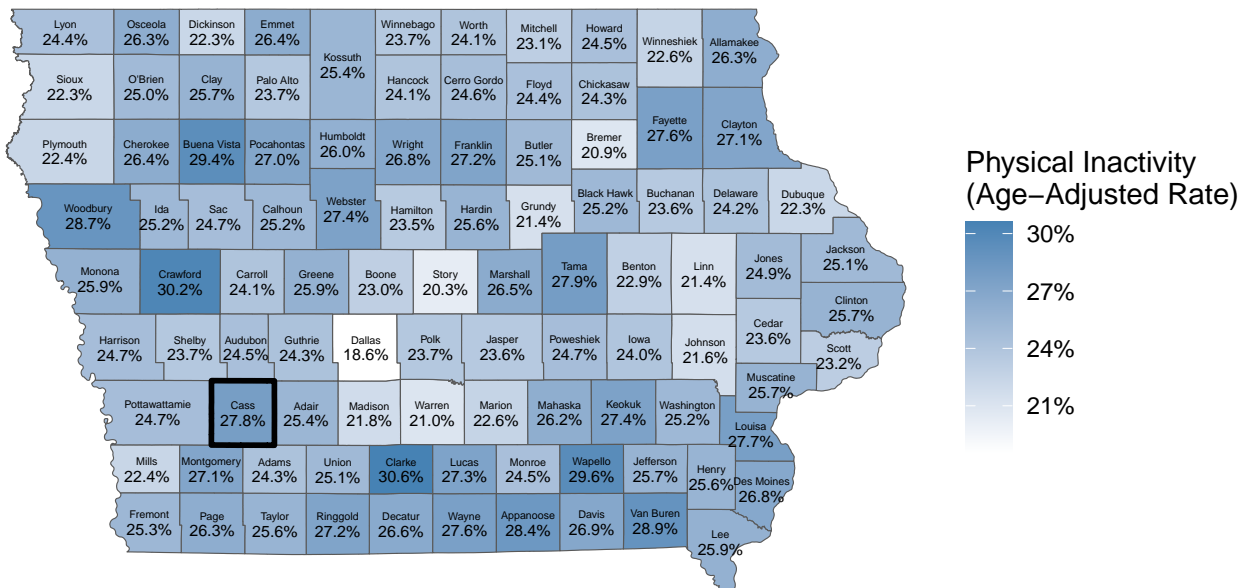 Lyon
24.4%
Osceola
26.3%
Dickinson
22.3%
Emmet
26.4%
Kossuth
25.4%
Winnebago
23.7%
Worth
24.1%
Mitchell
23.1%
Howard
24.5%
Winneshiek
22.6%
Allamakee
26.3%
Sioux
22.3%
O'Brien
25.0%
Clay
25.7%
Palo Alto
23.7%
Hancock
24.1%
Cerro Gordo
24.6%
Floyd
24.4%
Chickasaw
24.3%
Fayette
27.6%
Clayton
27.1%
Plymouth
22.4%
Cherokee
26.4%
Buena Vista
29.4%
Pocahontas
27.0%
Humboldt
26.0%
Wright
26.8%
Franklin
27.2%
Butler
25.1%
Bremer
20.9%
Woodbury
28.7%
Ida
25.2%
Sac
24.7%
Calhoun
25.2%
Webster
27.4%
Hamilton
23.5%
Hardin
25.6%
Grundy
21.4%
Black Hawk
25.2%
Buchanan
23.6%
Delaware
24.2%
Dubuque
22.3%
Monona
25.9%
Crawford
30.2%
Carroll
24.1%
Greene
25.9%
Boone
23.0%
Story
20.3%
Marshall
26.5%
Tama
27.9%
Benton
22.9%
Linn
21.4%
Jones
24.9%
Jackson
25.1%
Clinton
25.7%
Harrison
24.7%
Shelby
23.7%
Audubon
24.5%
Guthrie
24.3%
Dallas
18.6%
Polk
23.7%
Jasper
23.6%
Poweshiek
24.7%
Iowa
24.0%
Johnson
21.6%
Cedar
23.6%
Scott
23.2%
Muscatine
25.7%
Pottawattamie
24.7%
Cass
27.8%
Adair
25.4%
Madison
21.8%
Warren
21.0%
Marion
22.6%
Mahaska
26.2%
Keokuk
27.4%
Washington
25.2%
Louisa
27.7%
Mills
22.4%
Montgomery
27.1%
Adams
24.3%
Union
25.1%
Clarke
30.6%
Lucas
27.3%
Monroe
24.5%
Wapello
29.6%
Jefferson
25.7%
Henry
25.6%
Des Moines
26.8%
Fremont
25.3%
Page
26.3%
Taylor
25.6%
Ringgold
27.2%
Decatur
26.6%
Wayne
27.6%
Appanoose
28.4%
Davis
26.9%
Van Buren
28.9%
Lee
25.9%
Physical Inactivity
(Age−Adjusted Rate)
30%
27%
24%
21%